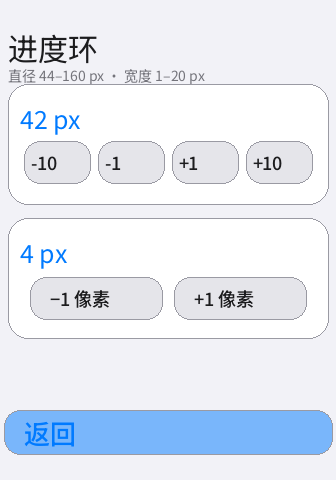 进度环
直径 44–160 px · 宽度 1–20 px
42 px
-10 -1 +1 +10
4 px
−1 像素 +1 像素
返回